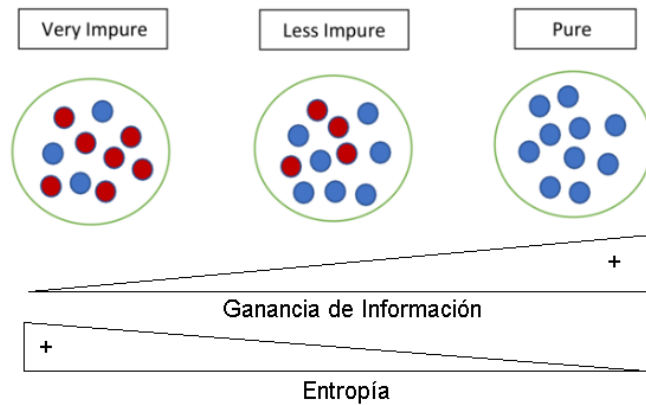 Very Impure
Less Impure
Pure
+
Ganancia de Información
+
Entropía